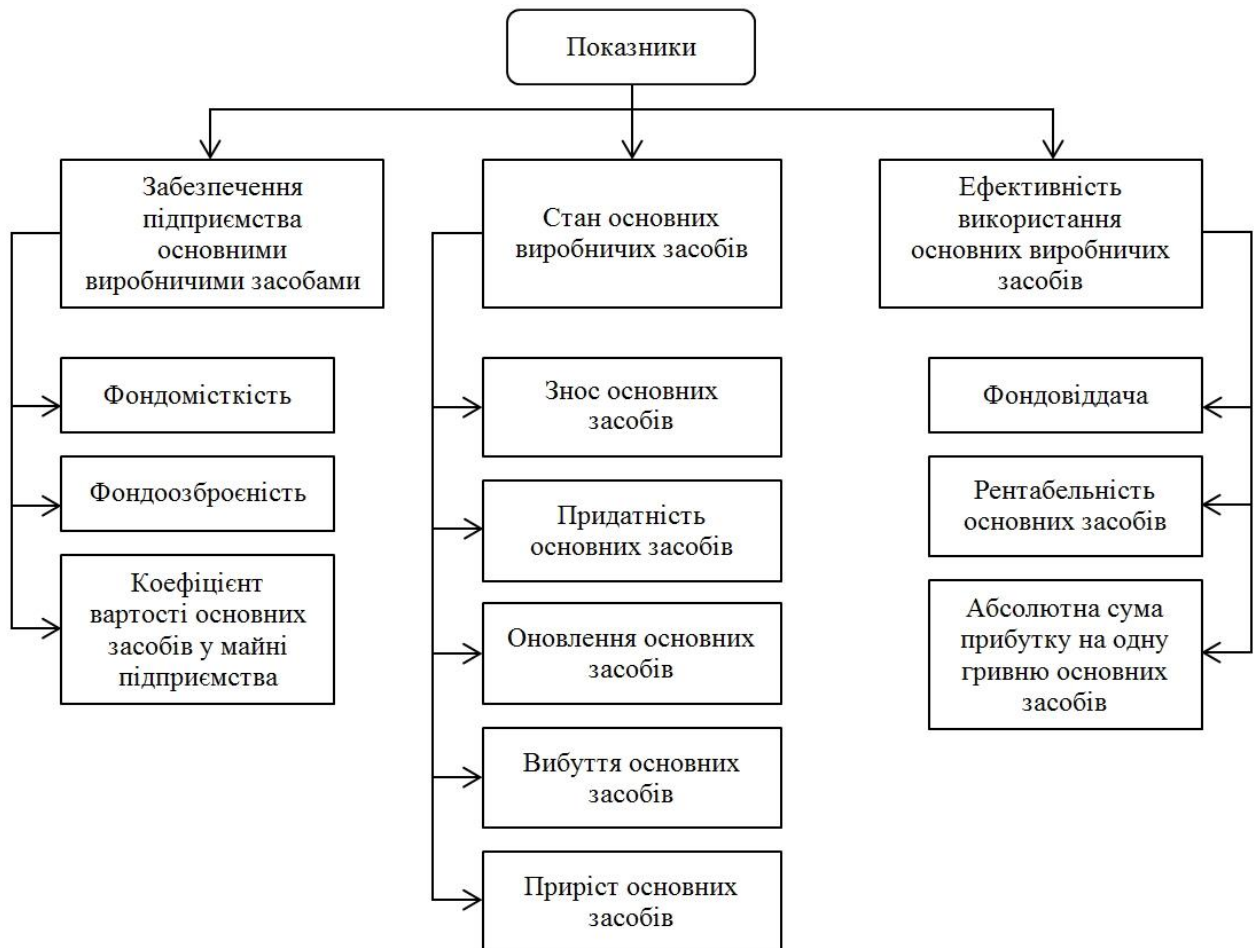 Показники
Забезпечення
підприємства
основними
виробничими засобами
Фондомісткість
Фондоозброєність
Коефіцієнт
вартості основних
засобів у майні
підприємства
Стан основних
виробничих засобів
Знос основних
засобів
Придатність
основних засобів
Оновлення основних
засобів
Вибуття основних
засобів
Приріст основних
засобів
Ефективність
використання
основних виробничих
засобів
Фондовіддача
Рентабельність
основних засобів
Абсолютна сума
прибутку на одну
гривню основних
засобів